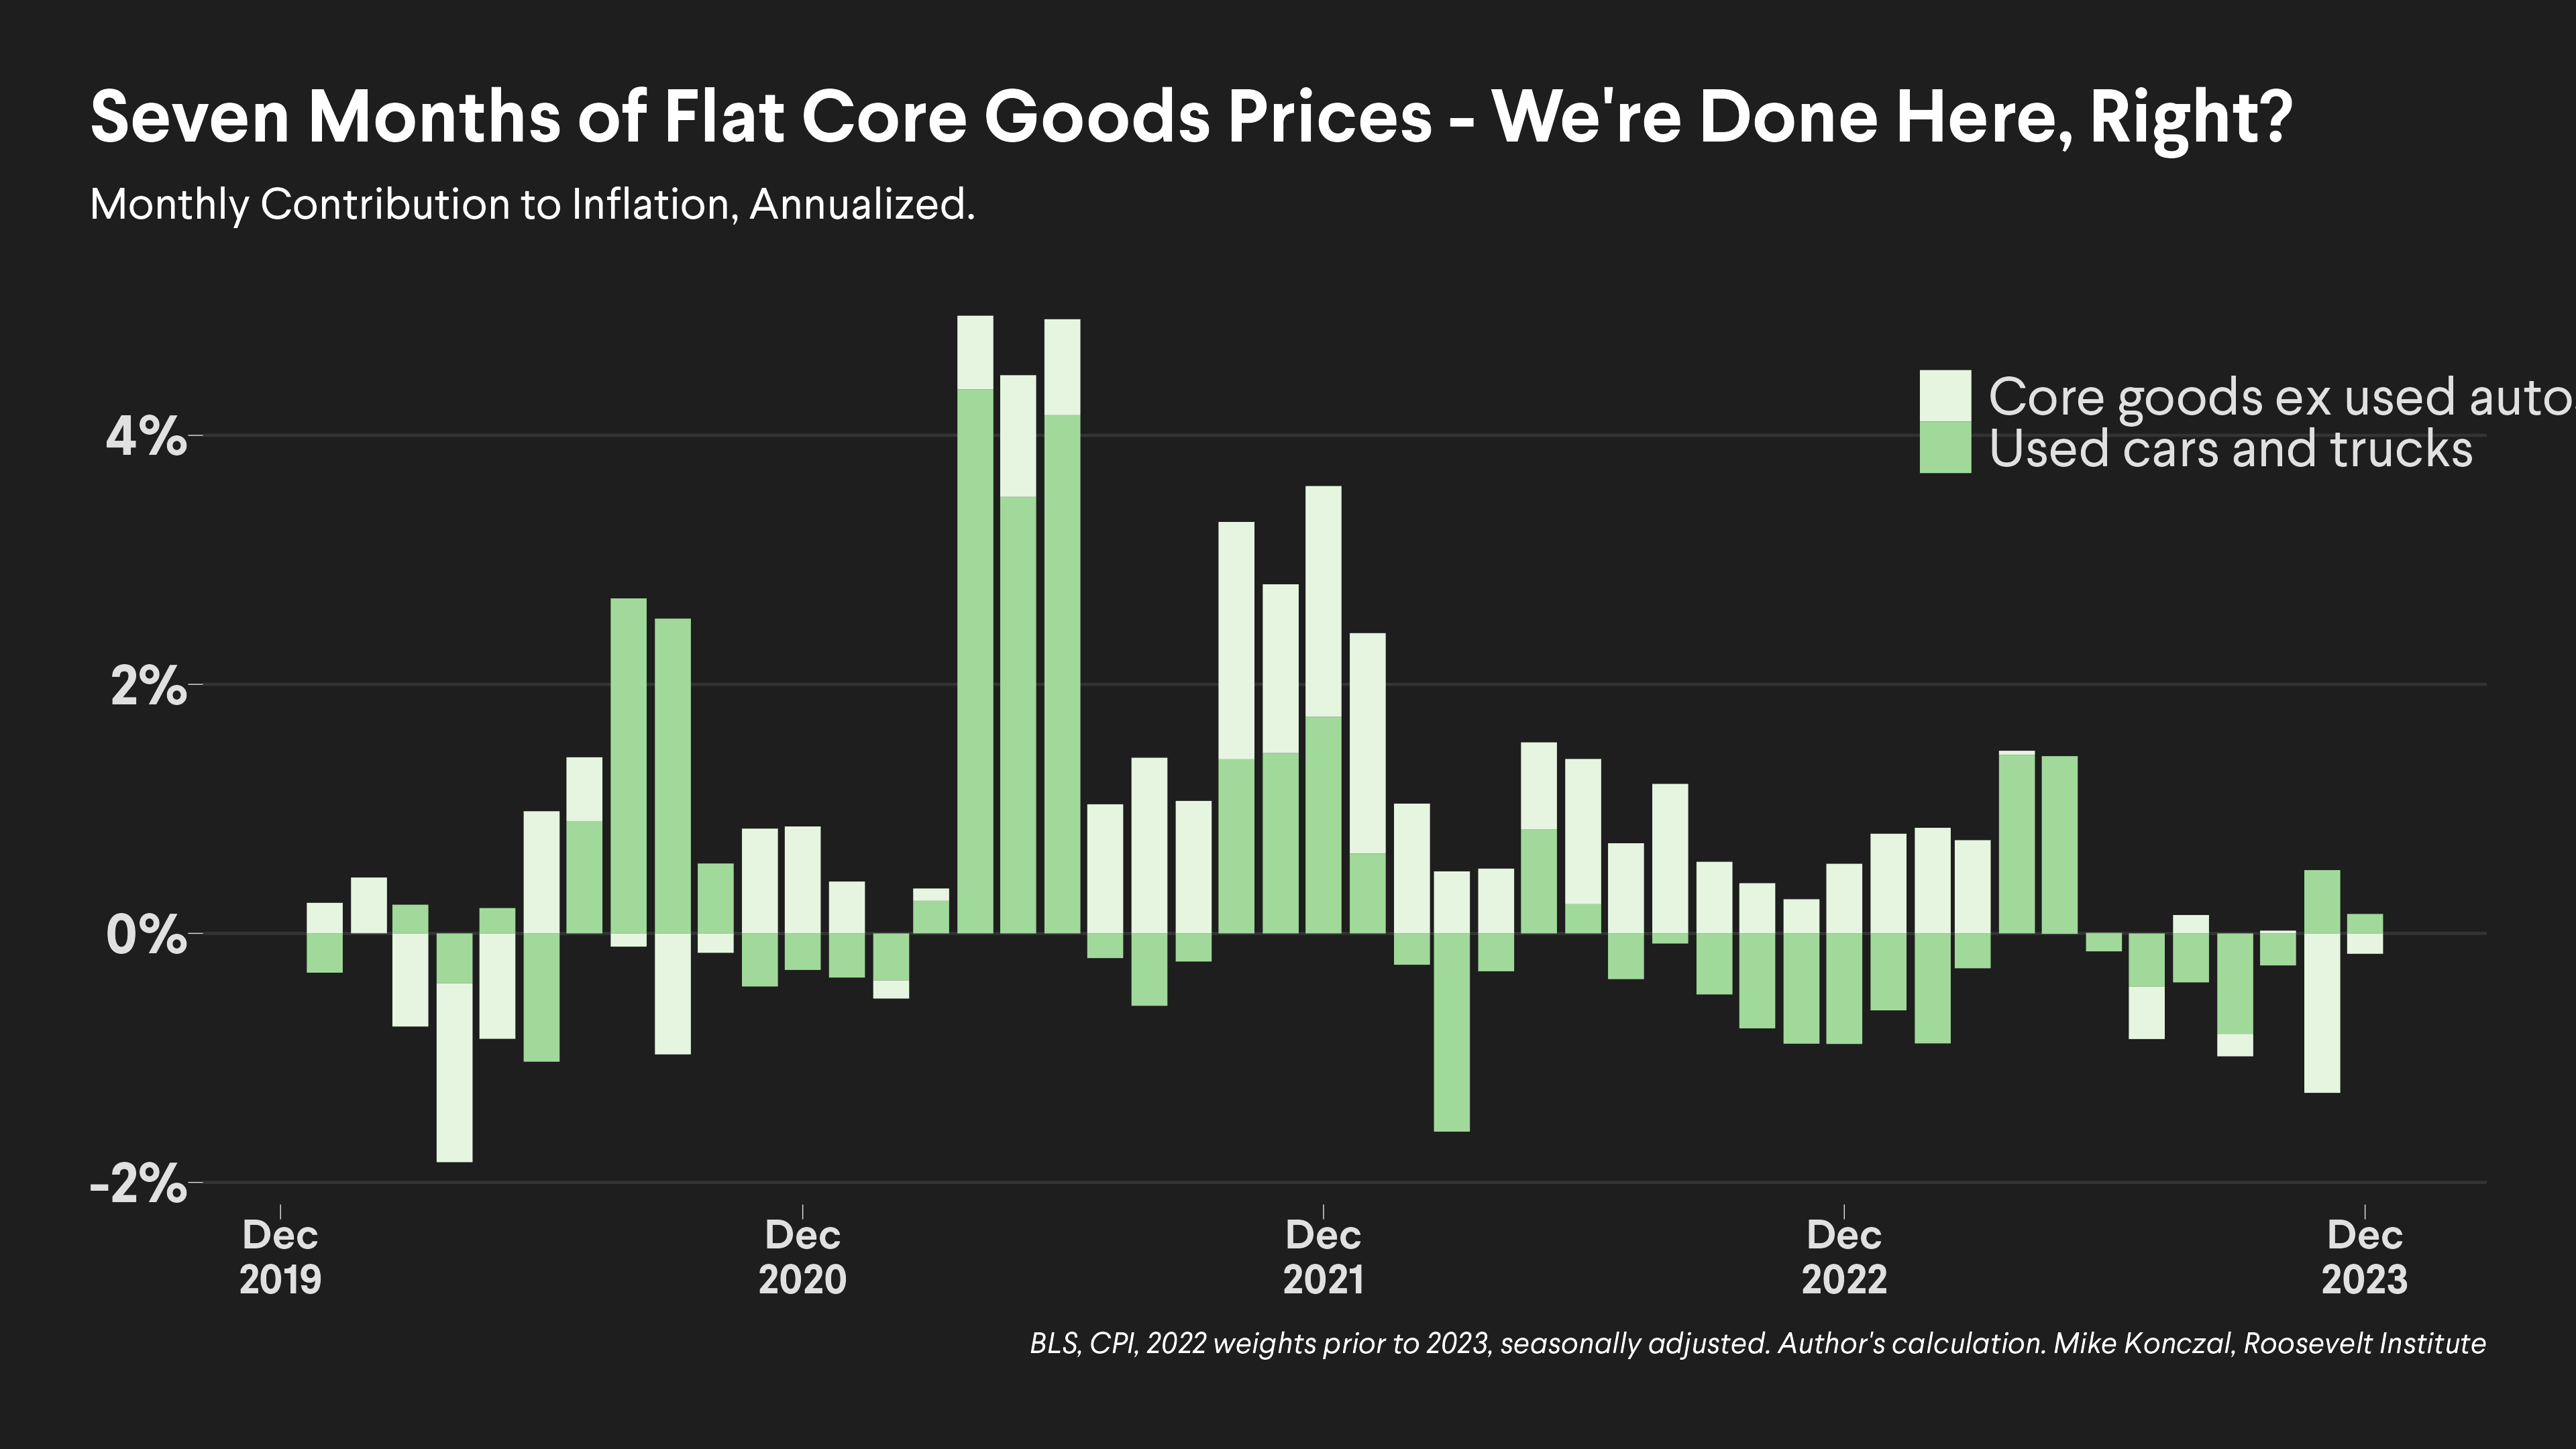 Seven Months of Flat Core Goods Prices - We're Done Here, Right?
Monthly Contribution to Inflation, Annualized.
Core goods ex used auto
Used cars and trucks
4%
2%
0%
-2%
Dec 2019
Dec 2020
Dec 2021
Dec 2022
Dec 2023
BLS, CPI, 2022 weights prior to 2023, seasonally adjusted. Author's calculation. Mike Konczal, Roosevelt Institute